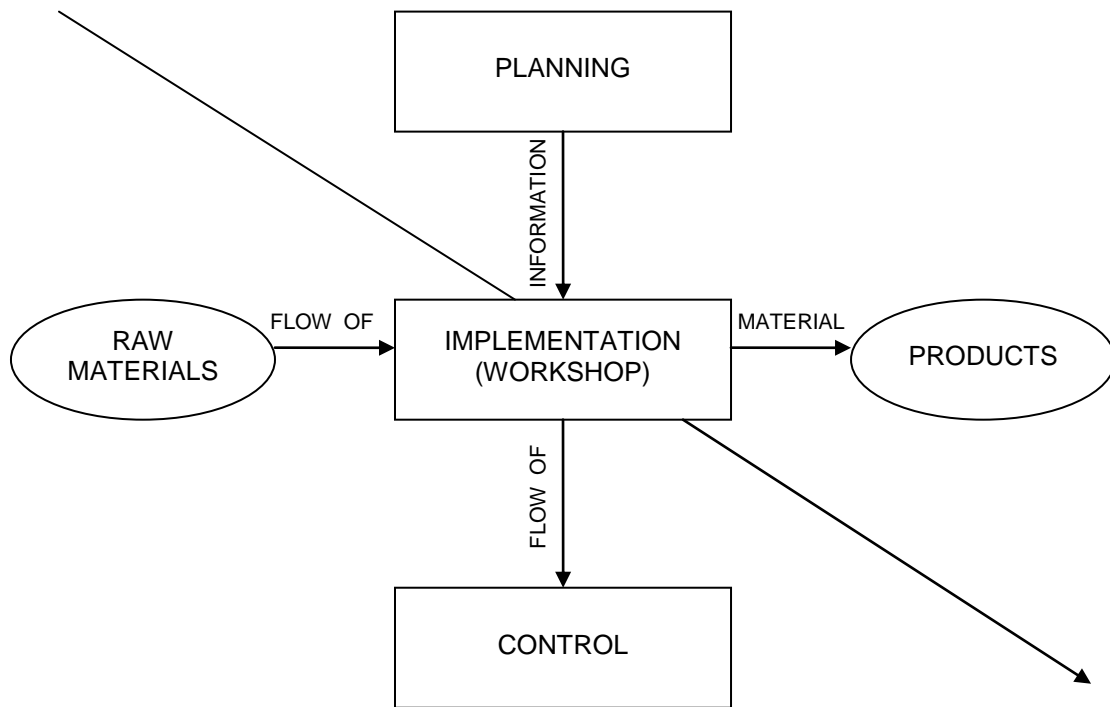 PLANNING
INFORMATION
RAW
MATERIALS
FLOW OF
IMPLEMENTATION
(WORKSHOP)
MATERIAL
PRODUCTS
FLOW OF
CONTROL